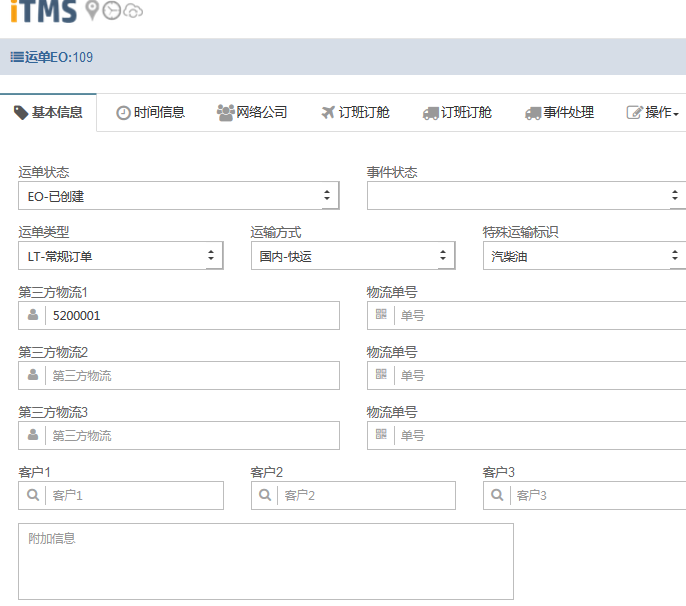 iTMS
运单EO:109
基本信息 时间信息 网络公司 订班订舱 订班订舱 事件处理 操作
运单状态 事件状态
EO-已创建
运单类型 运输方式 特殊运输标识
LT-常规订单 国内-快运 汽柴油
第三方物流1 物流单号
5200001 单号
第三方物流2 物流单号
第三方物流 单号
第三方物流3 物流单号
第三方物流 单号
客户1 客户2 客户3
客户1 客户2 客户3
附加信息